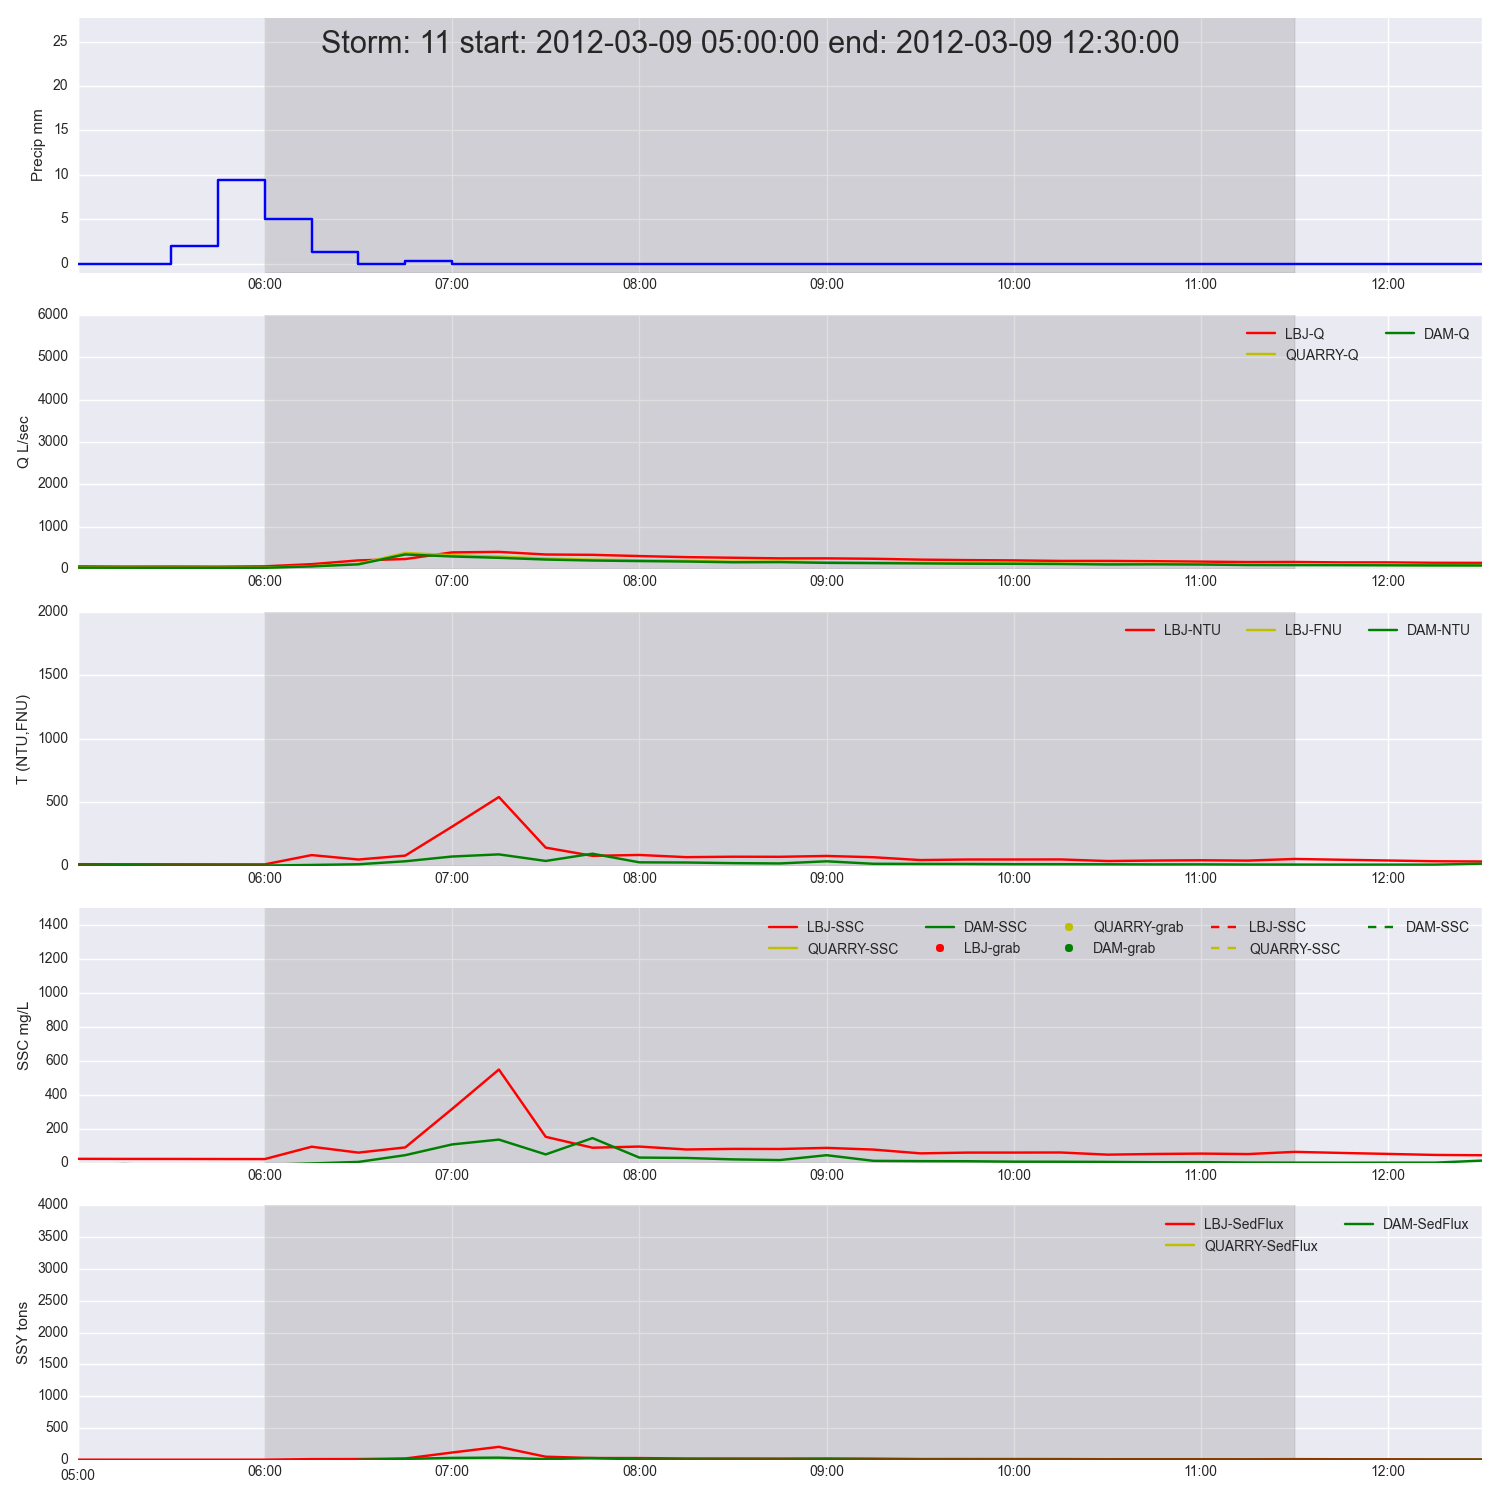 Storm: 11 start: 2012-03-09 05:00:00 end: 2012-03-09 12:30:00
25
20
15
10
5
0
Precip mm
06:00 07:00 08:00 09:00 10:00 11:00 12:00
6000
5000
4000
3000
2000
1000
0
Q L/sec
LBJ-Q DAM-Q
QUARRY-Q
06:00 07:00 08:00 09:00 10:00 11:00 12:00
2000
1500
1000
500
0
T (NTU,FNU)
LBJ-NTU LBJ-FNU DAM-NTU
06:00 07:00 08:00 09:00 10:00 11:00 12:00
1400
1200
1000
800
600
400
200
0
SSC mg/L
LBJ-SSC DAM-SSC QUARRY-grab LBJ-SSC DAM-SSC
QUARRY-SSC LBJ-grab DAM-grab QUARRY-SSC
06:00 07:00 08:00 09:00 10:00 11:00 12:00
4000
3500
3000
2500
2000
1500
1000
500
0
SSY tons
LBJ-SedFlux DAM-SedFlux
QUARRY-SedFlux
05:00 06:00 07:00 08:00 09:00 10:00 11:00 12:00